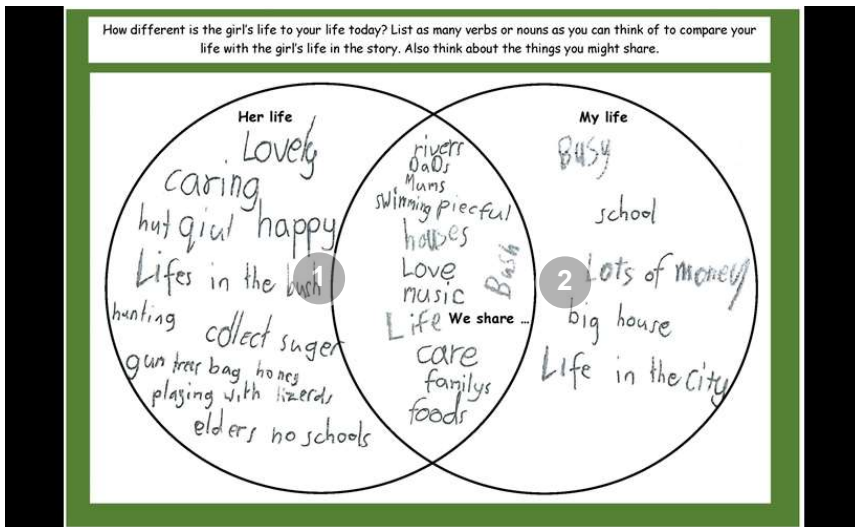 How different is the girl's life to your life today? List as many verbs or nouns as you can think of to compare your
life with the girl's life in the story. Also think about the things you might share.
Her life
Lovely
caring
hut qiul happy
Lifes in the bush
hunting
collect suger
gun trees bag honey
playing with lizerds
elders no schools
1
rivers
DaDs
Mums
swimming piecful
houses
Love
Bush
music
Life We share ...
care
familys
foods
My life
Busy
school
2
Lots of money
big house
Life in the city